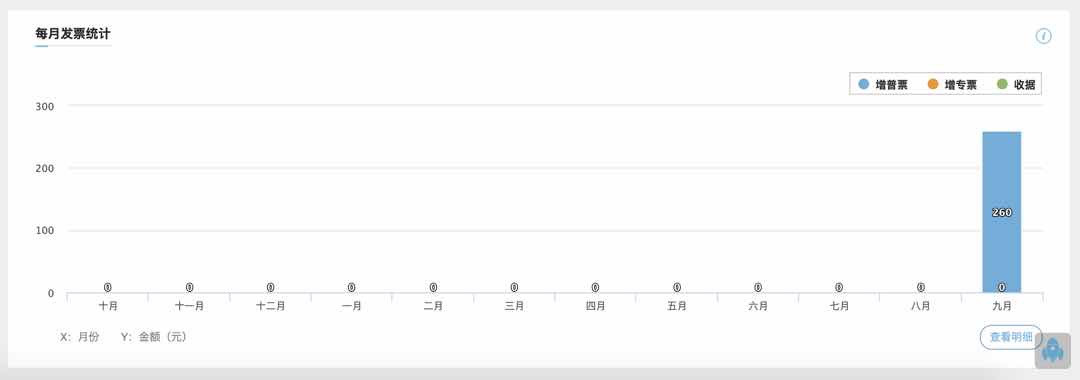 每月发票统计
i
增普票 增专票 收据
300
200
100
260
0 0 0 0 0 0 0 0 0 0 0 0
0
十月 十一月 十二月 一月 二月 三月 四月 五月 六月 七月 八月 九月
X：月份 Y：金额（元）
查看明细